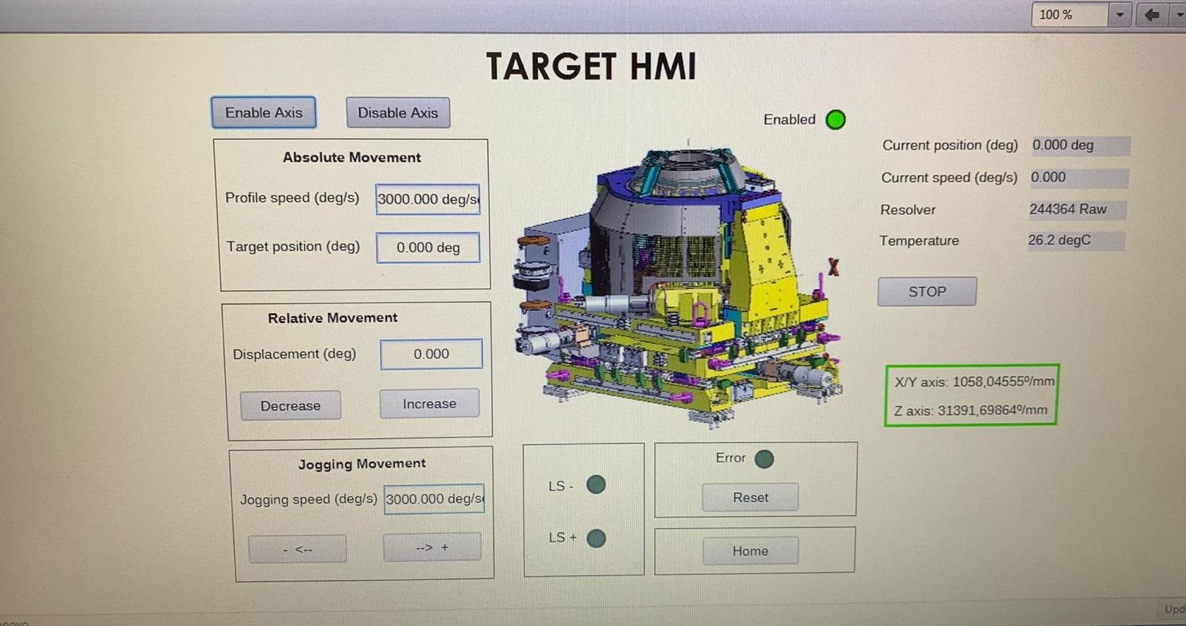 100 %
TARGET HMI
Enable Axis
Disable Axis
Enabled
Absolute Movement
Profile speed (deg/s)
3000.000 deg/s
Target position (deg)
0.000 deg
Current position (deg)
0.000 deg
Current speed (deg/s)
0.000
Resolver
244364 Raw
Temperature
26.2 degC
X
STOP
Relative Movement
Displacement (deg)
0.000
Decrease
Increase
X/Y axis: 1058,04555º/mm
Z axis: 31391,69864º/mm
Jogging Movement
Jogging speed (deg/s)
3000.000 deg/s
- <--
--> +
LS -
LS +
Error
Reset
Home
Upd